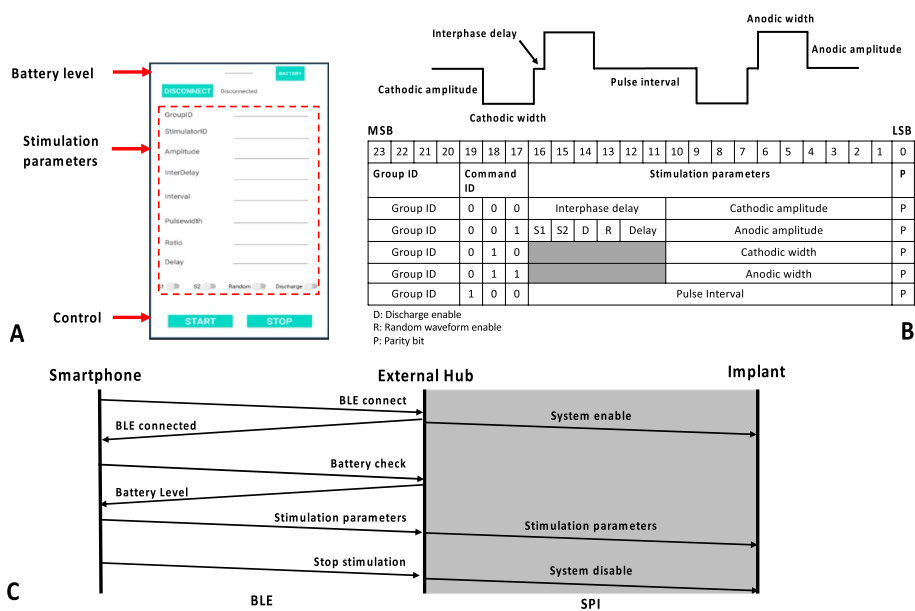 Battery level
BATTERY
DISCONNECT
Disconnected
Stimulation parameters
GroupID
StimulatorID
Amplitude
InterDelay
Interval
Pulsewidth
Ratio
Delay
S2
Random
Discharge
Control
START
STOP
A
Interphase delay
Anodic width
Anodic amplitude
Cathodic amplitude
Pulse interval
Cathodic width
MSB LSB
23 22 21 20 19 18 17 16 15 14 13 12 11 10 9 8 7 6 5 4 3 2 1 0
Group ID Command ID Stimulation parameters P
Group ID 0 0 0 Interphase delay Cathodic amplitude P
Group ID 0 0 1 S1 S2 D R Delay Anodic amplitude P
Group ID 0 1 0 Cathodic width P
Group ID 0 1 1 Anodic width P
Group ID 1 0 0 Pulse Interval P
D: Discharge enable
R: Random waveform enable
P: Parity bit
B
Smartphone External Hub Implant
BLE connect
System enable
BLE connected
Battery check
Battery Level
Stimulation parameters
Stimulation parameters
Stop stimulation
System disable
C
BLE
SPI